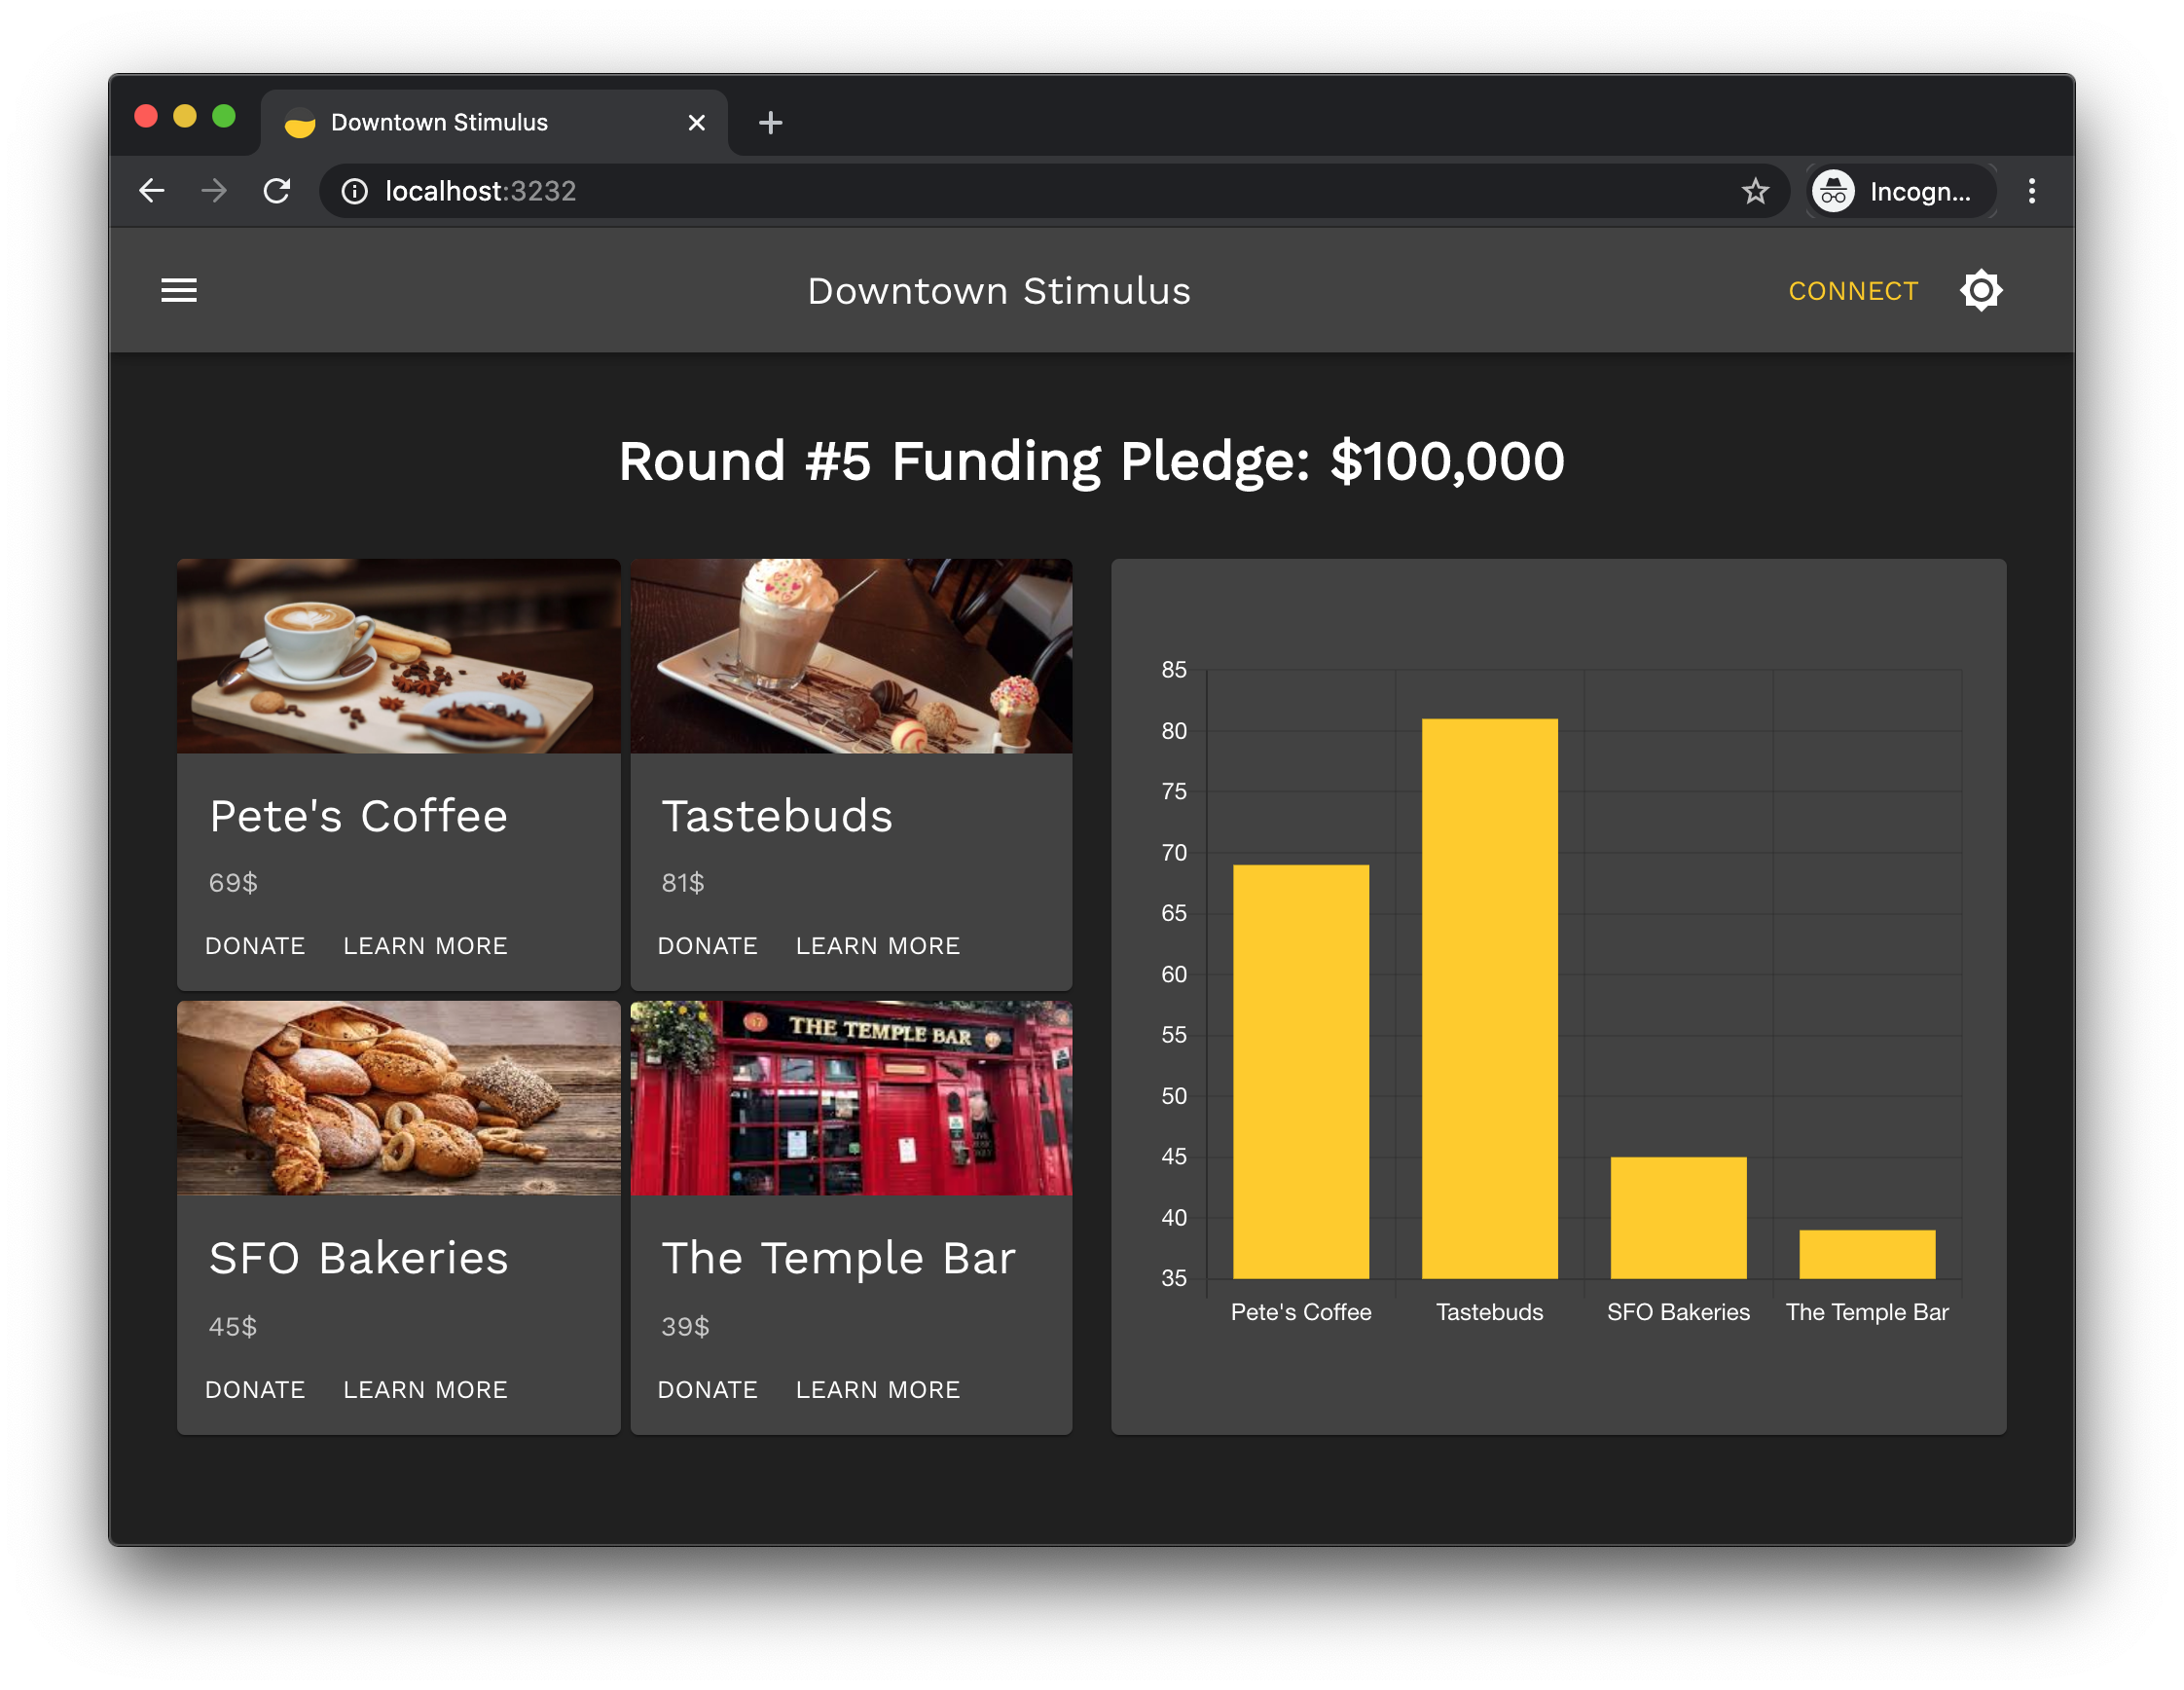 Downtown Stimulus
localhost:3232
Incogn...
Downtown Stimulus
CONNECT
Round #5 Funding Pledge: $100,000
Pete's Coffee
69$
DONATE LEARN MORE
Tastebuds
81$
DONATE LEARN MORE
THE TEMPLE BAR
SFO Bakeries
45$
DONATE LEARN MORE
The Temple Bar
39$
DONATE LEARN MORE
85
80
75
70
65
60
55
50
45
40
35
Pete's Coffee Tastebuds SFO Bakeries The Temple Bar